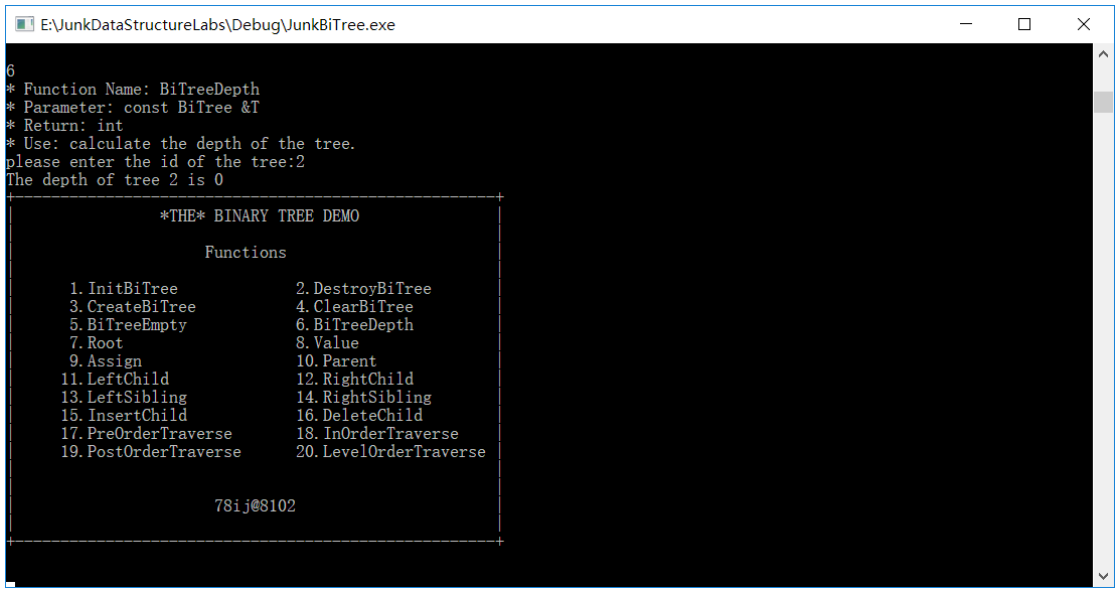 E:\JunkDataStructureLabs\Debug\JunkBiTree.exe
6
* Function Name: BiTreeDepth
* Parameter: const BiTree &T
* Return: int
* Use: calculate the depth of the tree.
please enter the id of the tree:2
The depth of tree 2 is 0
*THE* BINARY TREE DEMO
Functions
1.InitBiTree 2.DestroyBiTree
3.CreateBiTree 4.ClearBiTree
5.BiTreeEmpty 6.BiTreeDepth
7.Root 8.Value
9.Assign 10.Parent
11.LeftChild 12.RightChild
13.LeftSibling 14.RightSibling
15.InsertChild 16.DeleteChild
17.PreOrderTraverse 18.InOrderTraverse
19.PostOrderTraverse 20.LevelOrderTraverse
78ij@8102